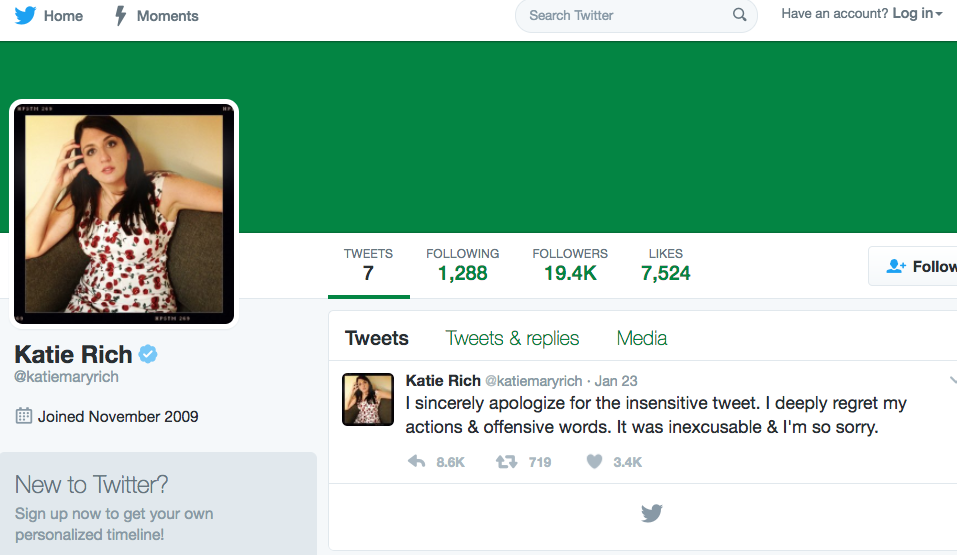 Home
Moments
Search Twitter
Have an account? Log in
KPSTM 260
TWEETS
7
FOLLOWING
1,288
FOLLOWERS
19.4K
LIKES
7,524
Follow
Katie Rich
@katiemaryrich
Joined November 2009
New to Twitter?
Sign up now to get your own
personalized timeline!
Tweets
Tweets & replies
Media
Katie Rich @katiemaryrich · Jan 23
I sincerely apologize for the insensitive tweet. I deeply regret my
actions & offensive words. It was inexcusable & I'm so sorry.
8.6K
719
3.4K